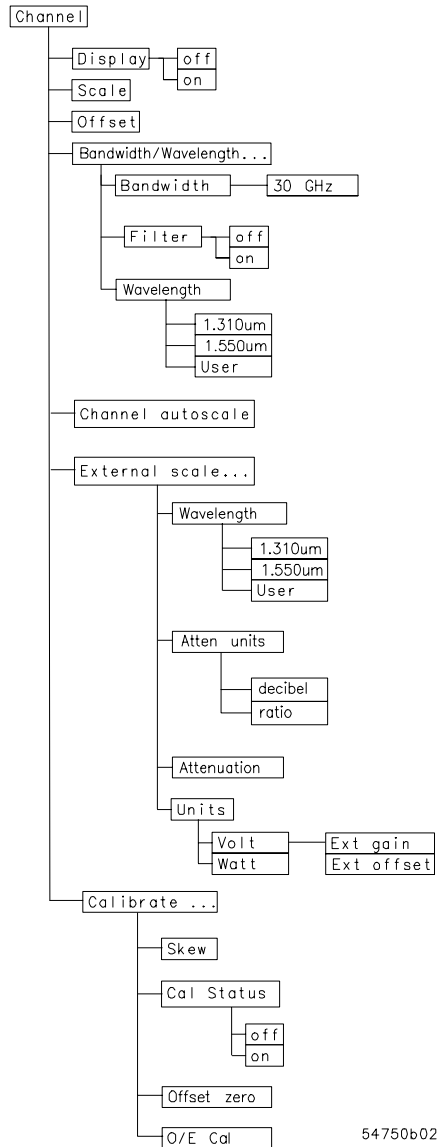 Channel
Display
off
on
Scale
Offset
Bandwidth/Wavelength...
Bandwidth
30 GHz
Filter
off
on
Wavelength
1.310um
1.550um
User
Channel autoscale
External scale...
Wavelength
1.310um
1.550um
User
Atten units
decibel
ratio
Attenuation
Units
Volt
Ext gain
Watt
Ext offset
Calibrate ...
Skew
Cal Status
off
on
Offset zero
O/E Cal
54750b02